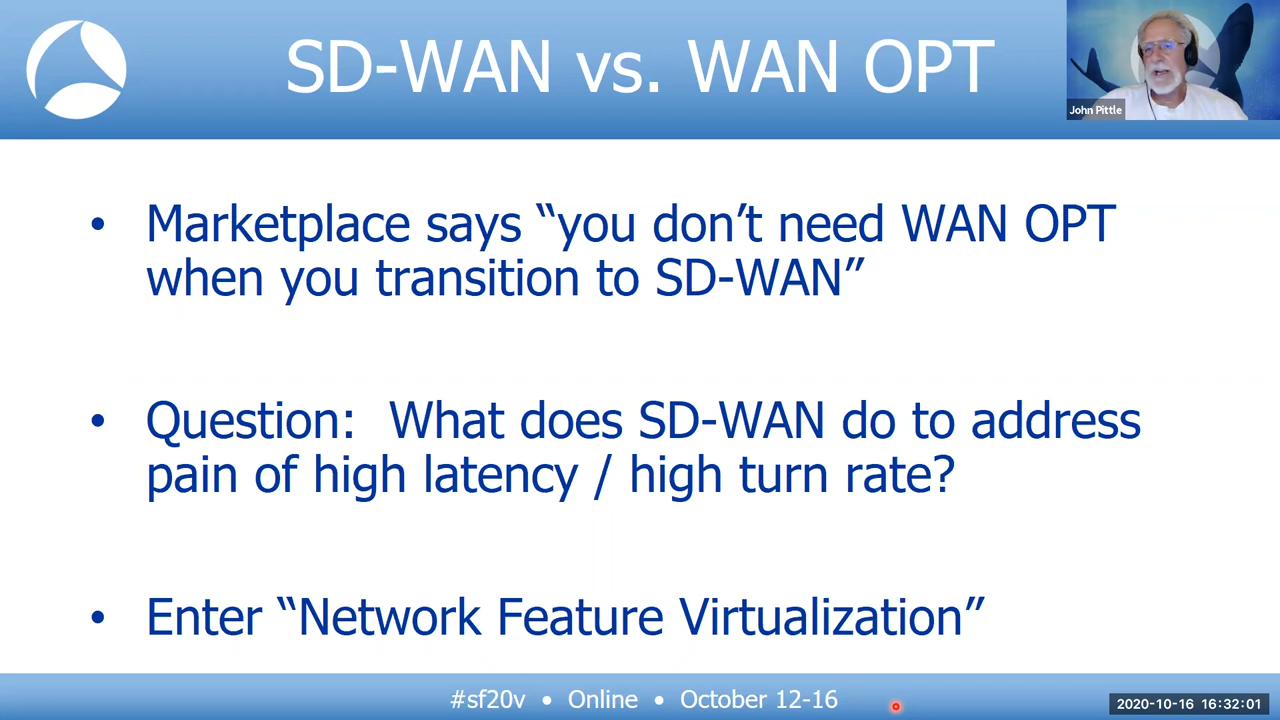 SD-WAN vs. WAN OPT
John Pittle
• Marketplace says “you don’t need WAN OPT
when you transition to SD-WAN”
• Question:  What does SD-WAN do to address
pain of high latency / high turn rate?
• Enter “Network Feature Virtualization”
#sf20v • Online • October 12-16
2020-10-16 16:32:01